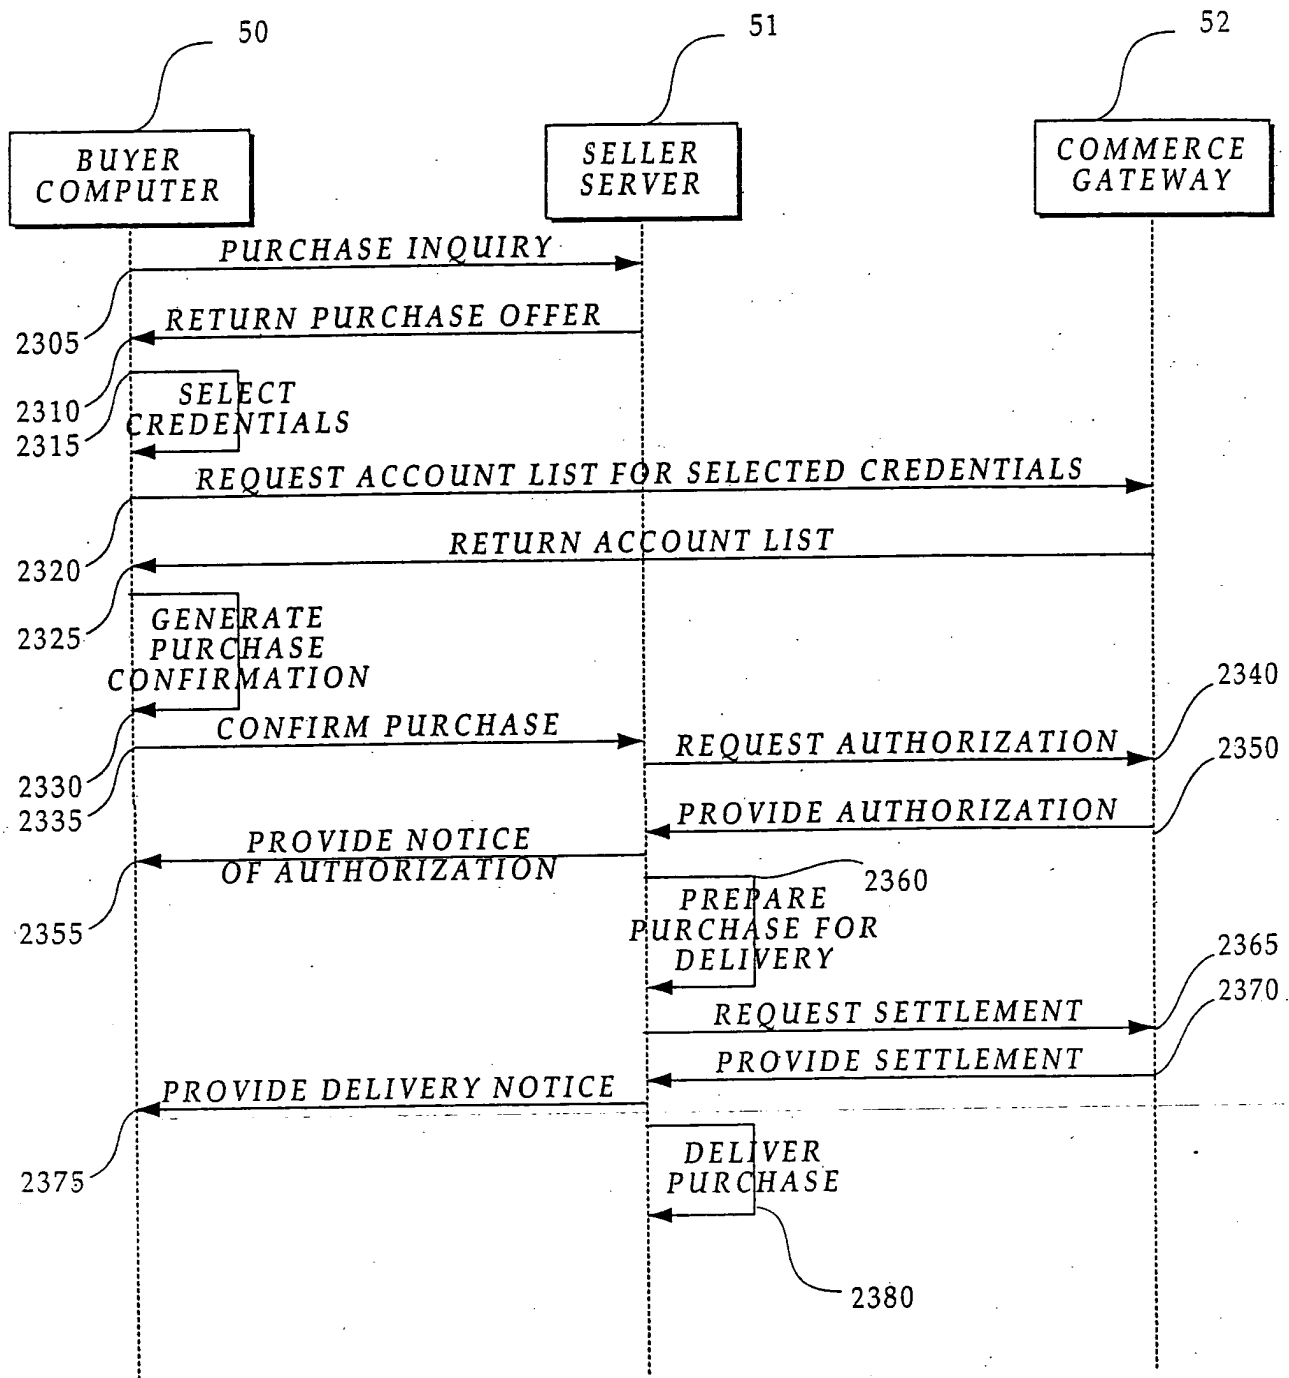 50
51
52
BUYER
COMPUTER
SELLER
SERVER
COMMERCE
GATEWAY
PURCHASE INQUIRY
2305
RETURN PURCHASE OFFER
2310
SELECT
CREDENTIALS
2315
REQUEST ACCOUNT LIST FOR SELECTED CREDENTIALS
2320
RETURN ACCOUNT LIST
2325
GENERATE
PURCHASE
CONFIRMATION
2330
CONFIRM PURCHASE
2335
REQUEST AUTHORIZATION
2340
PROVIDE AUTHORIZATION
2350
PROVIDE NOTICE
OF AUTHORIZATION
2355
2360
PREPARE
PURCHASE FOR
DELIVERY
REQUEST SETTLEMENT
2365
PROVIDE SETTLEMENT
2370
PROVIDE DELIVERY NOTICE
2375
DELIVER
PURCHASE
2380